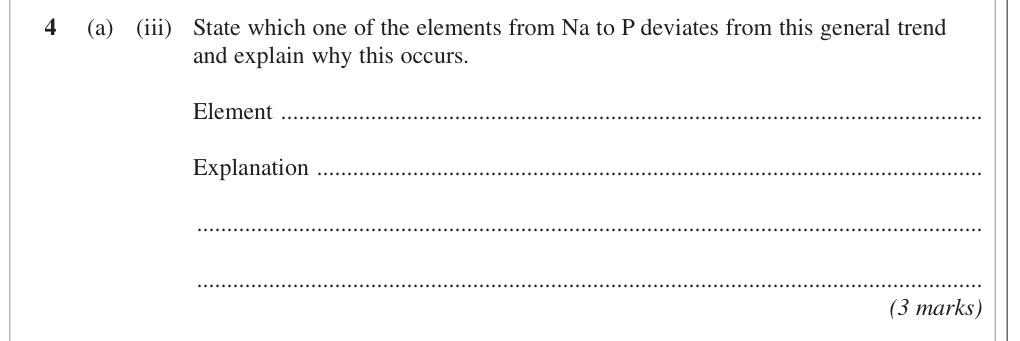 4 (a) (iii) State which one of the elements from Na to P deviates from this general trend
and explain why this occurs.
Element ......................................................................................................................
Explanation ................................................................................................................
....................................................................................................................................
....................................................................................................................................
(3 marks)